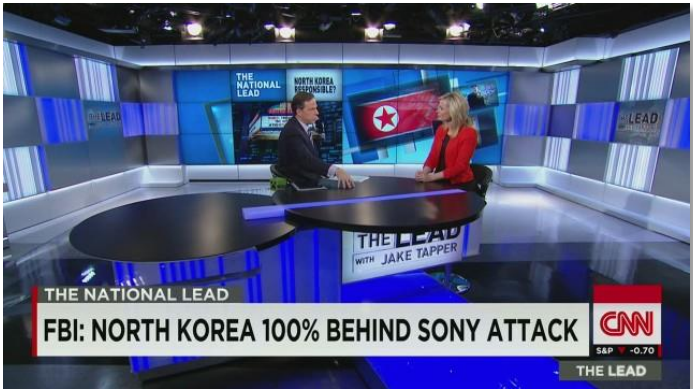 THE
NATIONAL
LEAD
NORTH KOREA
RESPONSIBLE?
LEAD
LEAD
THE LEAD
WITH JAKE TAPPER
THE NATIONAL LEAD
FBI: NORTH KOREA 100% BEHIND SONY ATTACK
CNN
S&P ▼ -0.70
THE LEAD